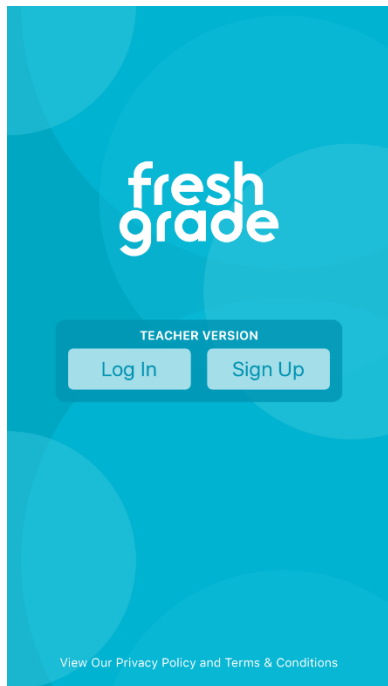 fresh
grade
TEACHER VERSION
Log In Sign Up
View Our Privacy Policy and Terms & Conditions